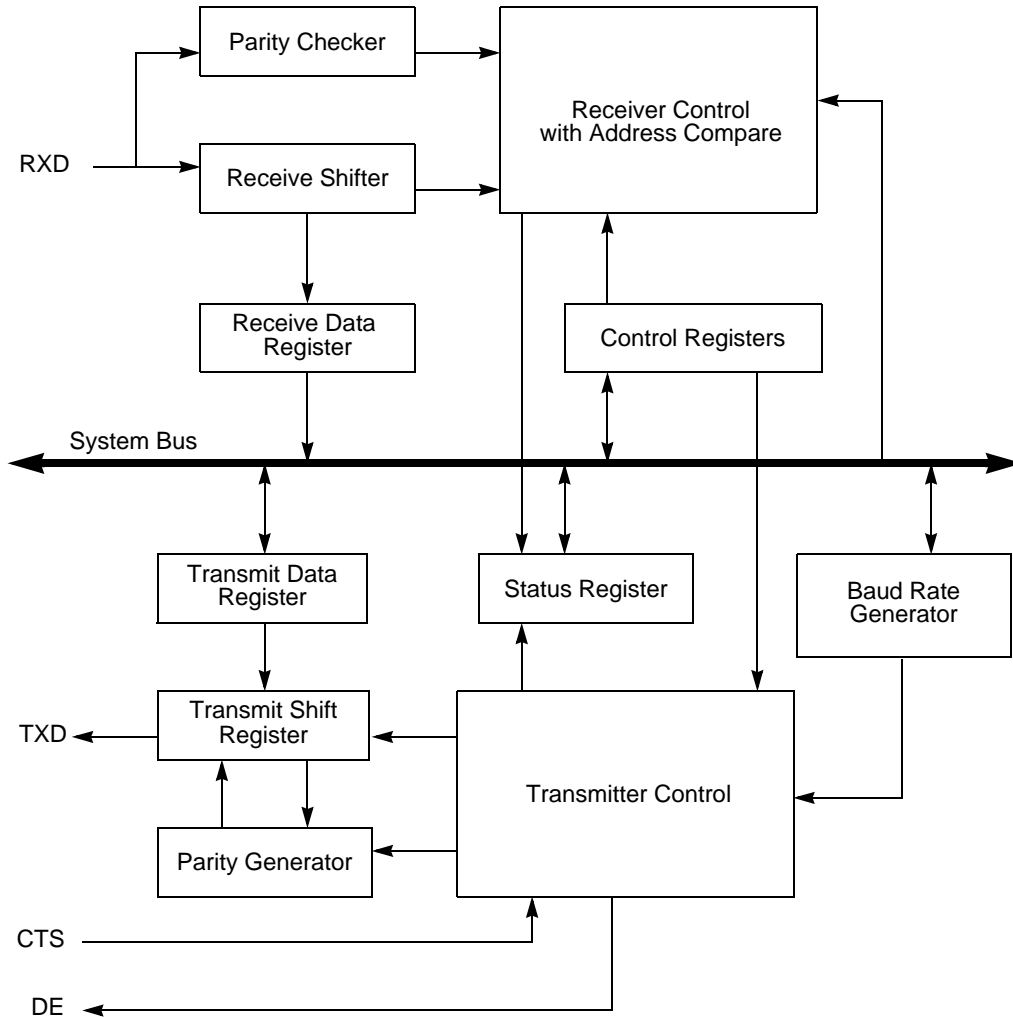 Parity Checker
Receiver Control
with Address Compare
RXD
Receive Shifter
Receive Data
Register
Control Registers
System Bus
Transmit Data
Register
Status Register
Baud Rate
Generator
TXD
Transmit Shift
Register
Transmitter Control
Parity Generator
CTS
DE